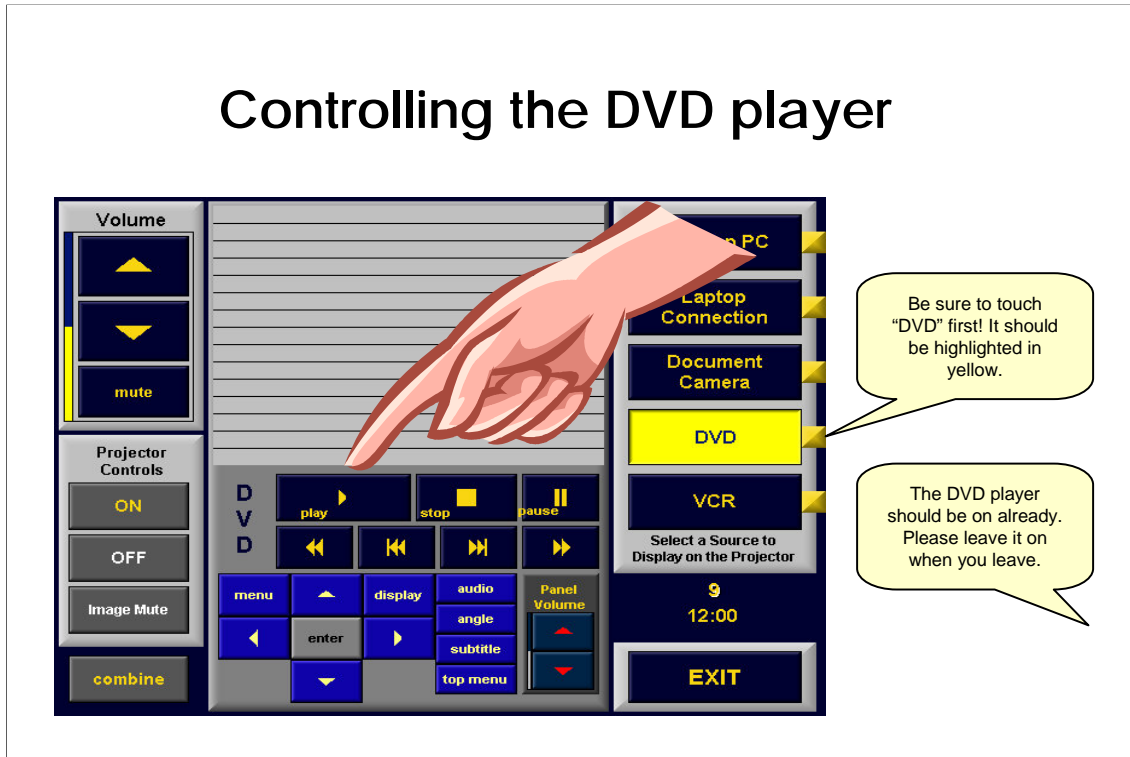 Controlling the DVD player
Volume
mute
Projector
Controls
ON
OFF
Image Mute
combine
D
V
D
play
stop
pause
menu
display
enter
audio
angle
subtitle
top menu
Panel
Volume
PC
Laptop
Connection
Document
Camera
DVD
VCR
Select a Source to
Display on the Projector
9
12:00
EXIT
Be sure to touch
“DVD” first! It should
be highlighted in
yellow.
The DVD player
should be on already.
Please leave it on
when you leave.